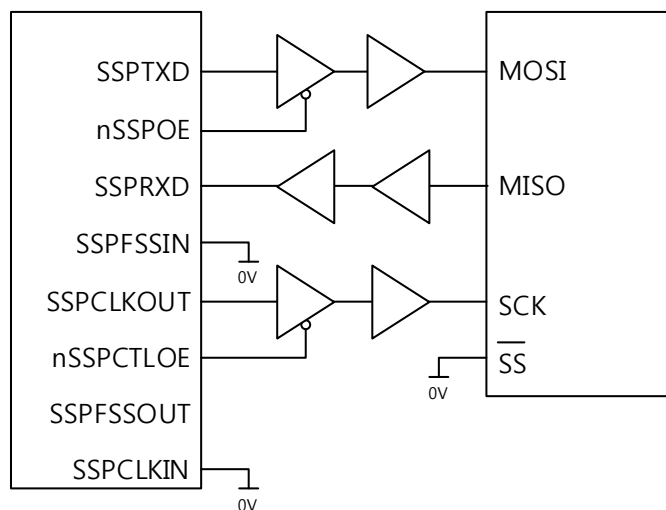 SSPTXD
MOSI
nSSPOE
SSPRXD
MISO
SSPFSSIN
0V
SSPCLKOUT
SCK
nSSPCTLOE
SS
0V
SSPFSSOUT
SSPCLKIN
0V